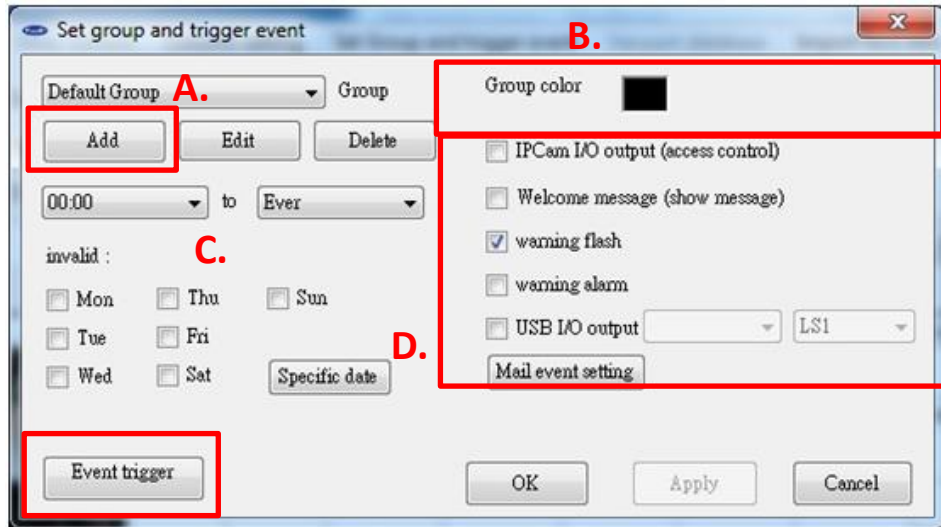 Set group and trigger event
B.
Default Group
A.
Group
Group color
Add
Edit
Delete
IPCam I/O output (access control)
00:00
to
Ever
Welcome message (show message)
invalid :
C.
warning flash
Mon
Thu
Sun
warning alarm
Tue
Fri
D.
USB I/O output
LS1
Wed
Sat
Specific date
Mail event setting
Event trigger
OK
Apply
Cancel